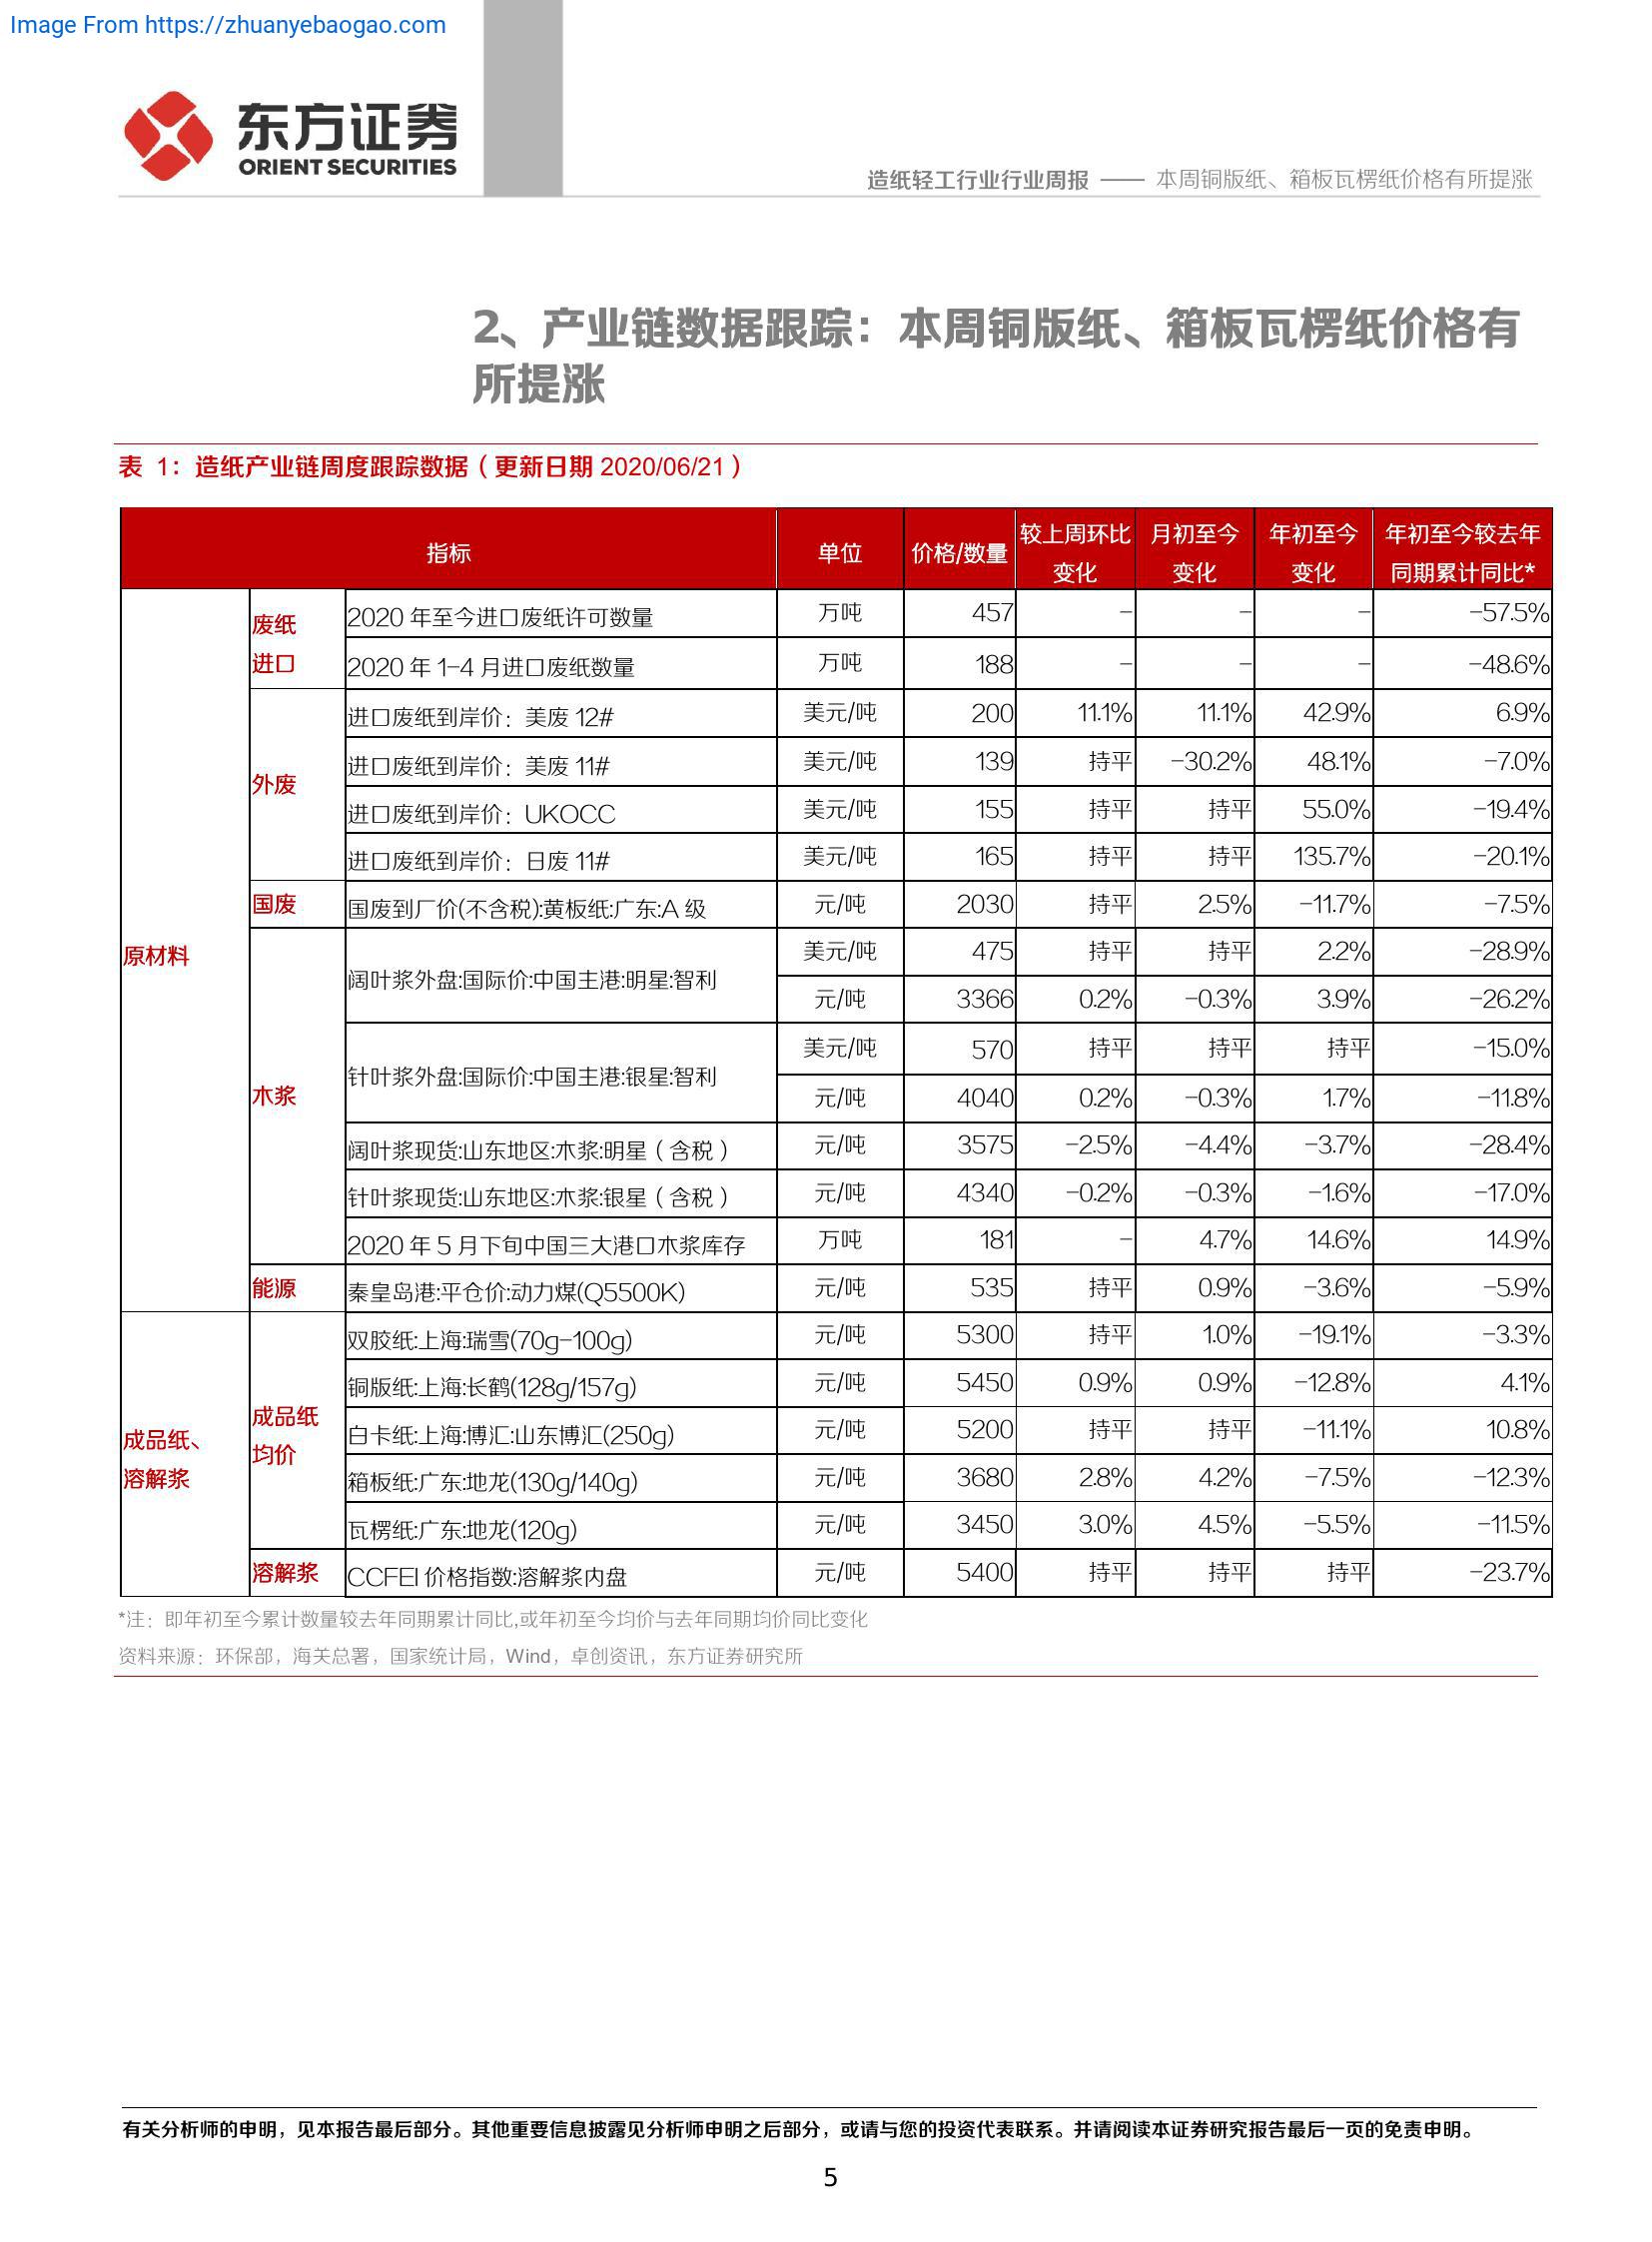 Image From https://zhuanyebaogao.com
东方证券
ORIENT SECURITIES
造纸轻工行业行业周报 —— 本周铜版纸、箱板瓦楞纸价格有所提涨
2、产业链数据跟踪：本周铜版纸、箱板瓦楞纸价格有
所提涨
表 1：造纸产业链周度跟踪数据（更新日期 2020/06/21）
指标 单位 价格/数量 较上周环比变化 月初至今变化 年初至今变化 年初至今较去年同期累计同比*
原材料
废纸进口
2020 年至今进口废纸许可数量 万吨 457 - - - -57.5%
2020 年 1-4 月进口废纸数量 万吨 188 - - - -48.6%
外废
进口废纸到岸价：美废 12# 美元/吨 200 11.1% 11.1% 42.9% 6.9%
进口废纸到岸价：美废 11# 美元/吨 139 持平 -30.2% 48.1% -7.0%
进口废纸到岸价：UKOCC 美元/吨 155 持平 持平 55.0% -19.4%
进口废纸到岸价：日废 11# 美元/吨 165 持平 持平 135.7% -20.1%
国废
国废到厂价(不含税):黄板纸:广东:A 级 元/吨 2030 持平 2.5% -11.7% -7.5%
木浆
阔叶浆外盘:国际价:中国主港:明星:智利 美元/吨 475 持平 持平 2.2% -28.9%
元/吨 3366 0.2% -0.3% 3.9% -26.2%
针叶浆外盘:国际价:中国主港:银星:智利 美元/吨 570 持平 持平 持平 -15.0%
元/吨 4040 0.2% -0.3% 1.7% -11.8%
阔叶浆现货:山东地区:木浆:明星（含税） 元/吨 3575 -2.5% -4.4% -3.7% -28.4%
针叶浆现货:山东地区:木浆:银星（含税） 元/吨 4340 -0.2% -0.3% -1.6% -17.0%
2020 年 5 月下旬中国三大港口木浆库存 万吨 181 - 4.7% 14.6% 14.9%
能源
秦皇岛港:平仓价:动力煤(Q5500K) 元/吨 535 持平 0.9% -3.6% -5.9%
成品纸、溶解浆
成品纸均价
双胶纸:上海:瑞雪(70g-100g) 元/吨 5300 持平 1.0% -19.1% -3.3%
铜版纸:上海:长鹤(128g/157g) 元/吨 5450 0.9% 0.9% -12.8% 4.1%
白卡纸:上海:博汇:山东博汇(250g) 元/吨 5200 持平 持平 -11.1% 10.8%
箱板纸:广东:地龙(130g/140g) 元/吨 3680 2.8% 4.2% -7.5% -12.3%
瓦楞纸:广东:地龙(120g) 元/吨 3450 3.0% 4.5% -5.5% -11.5%
溶解浆
CCFEI 价格指数:溶解浆内盘 元/吨 5400 持平 持平 持平 -23.7%
*注：即年初至今累计数量较去年同期累计同比,或年初至今均价与去年同期均价同比变化
资料来源：环保部，海关总署，国家统计局，Wind，卓创资讯，东方证券研究所
有关分析师的申明，见本报告最后部分。其他重要信息披露见分析师申明之后部分，或请与您的投资代表联系。并请阅读本证券研究报告最后一页的免责申明。
5